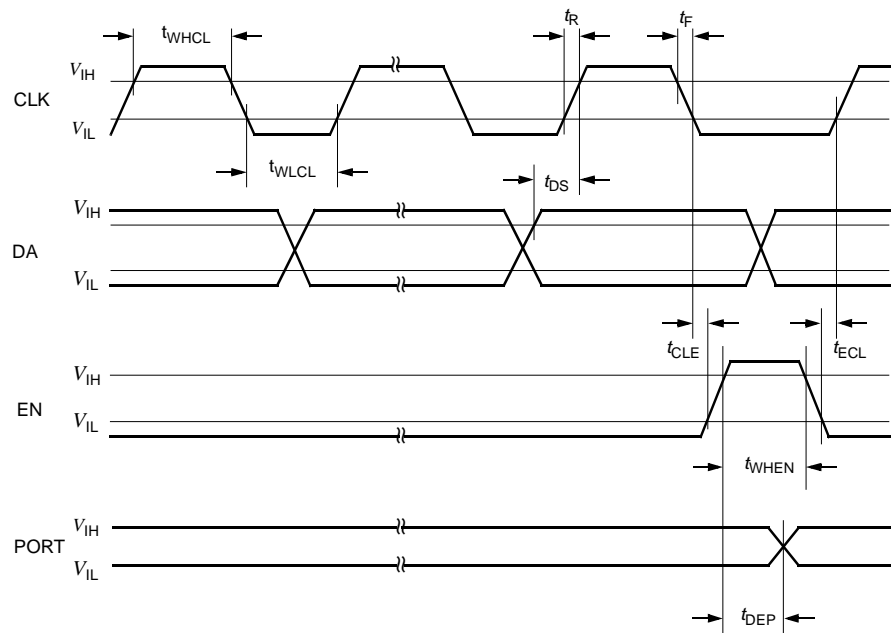 tWHCL
tR
tF
VIH
CLK
VIL
tWLCL
tDS
VIH
DA
VIL
tCLE
tECL
VIH
EN
VIL
tWHEN
VIH
PORT
VIL
tDEP